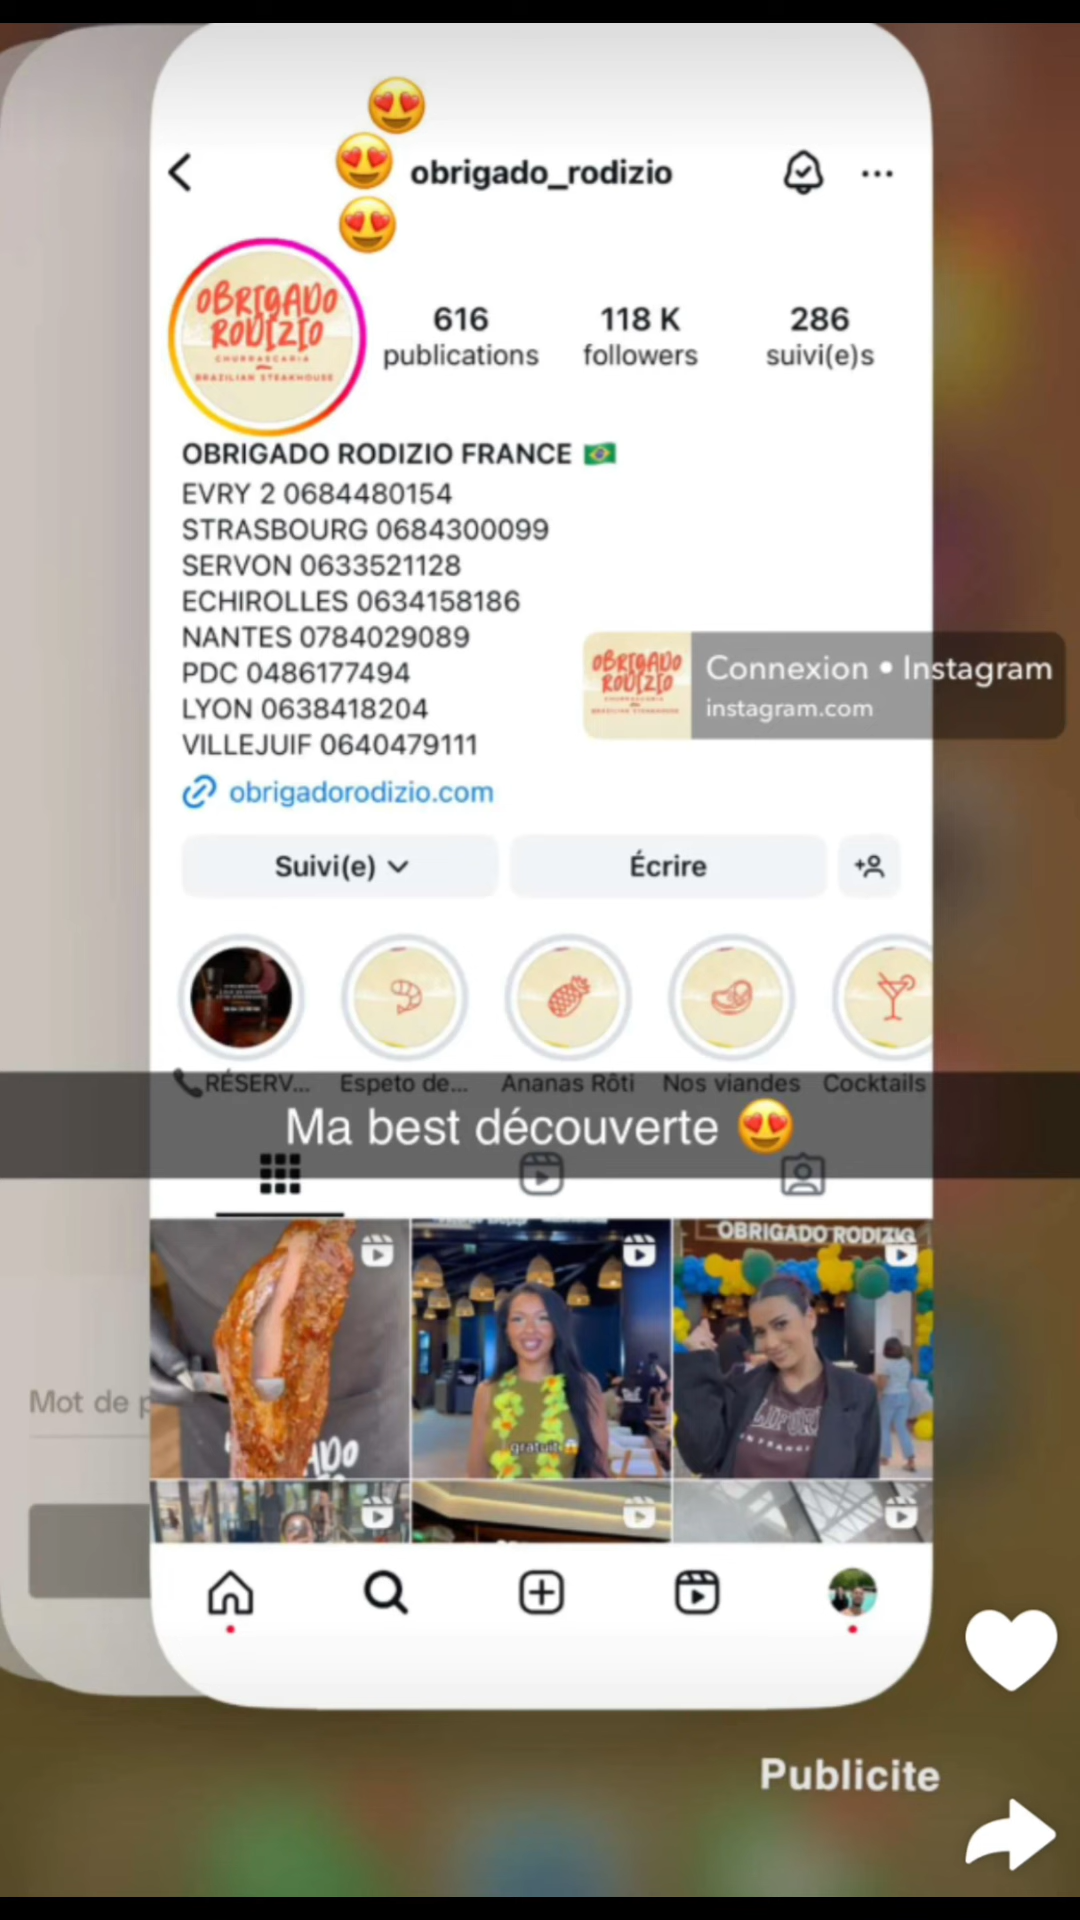 obrigado_rodizio
OBRIGADO
RODIZIO
CHURRASCARIA
BRAZILIAN STEAKHOUSE
616
publications
118 K
followers
286
suivi(e)s
OBRIGADO RODIZIO FRANCE 🇧🇷
EVRY 2 0684480154
STRASBOURG 0684300099
SERVON 0633521128
ECHIROLLES 0634158186
NANTES 0784029089
PDC 0486177494
LYON 0638418204
VILLEJUIF 0640479111
OBRIGADO
RODIZIO
Connexion • Instagram
instagram.com
obrigadorodizio.com
Suivi(e)
Écrire
📞RÉSERV...
Espeto de...
Ananas Rôti
Nos viandes
Cocktails
Ma best découverte 😍
OBRIGADO RODIZIO
gratuit
ADO
Mot de p
Publicite